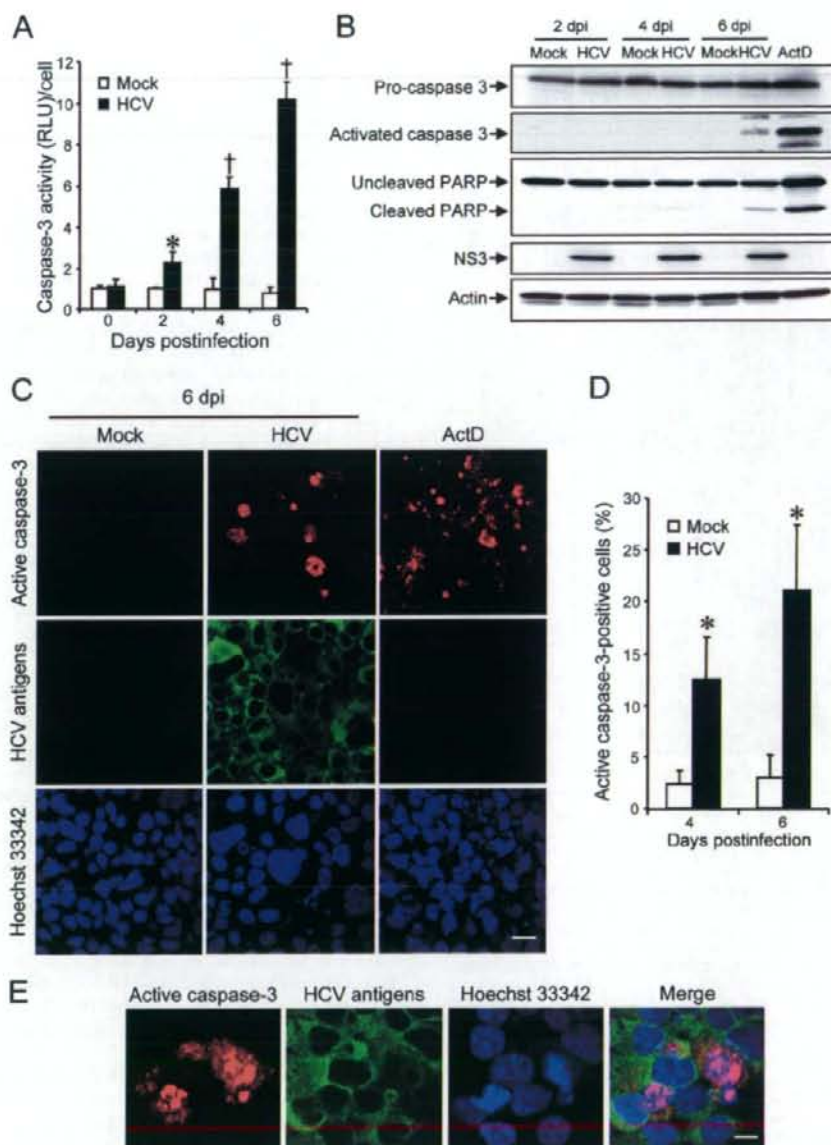 A
Caspase-3 activity (RLU)/cell
12
10
8
6
4
2
0
Mock
HCV
*
†
†
0 2 4 6
Days postinfection
B
2 dpi 4 dpi 6 dpi
Mock HCV Mock HCV Mock HCV ActD
Pro-caspase 3
Activated caspase 3
Uncleaved PARP
Cleaved PARP
NS3
Actin
C
6 dpi
Mock HCV ActD
Active caspase-3
HCV antigens
Hoechst 33342
D
Active caspase-3-positive cells (%)
30
25
20
15
10
5
0
Mock
HCV
*
*
4 6
Days postinfection
E
Active caspase-3 HCV antigens Hoechst 33342 Merge